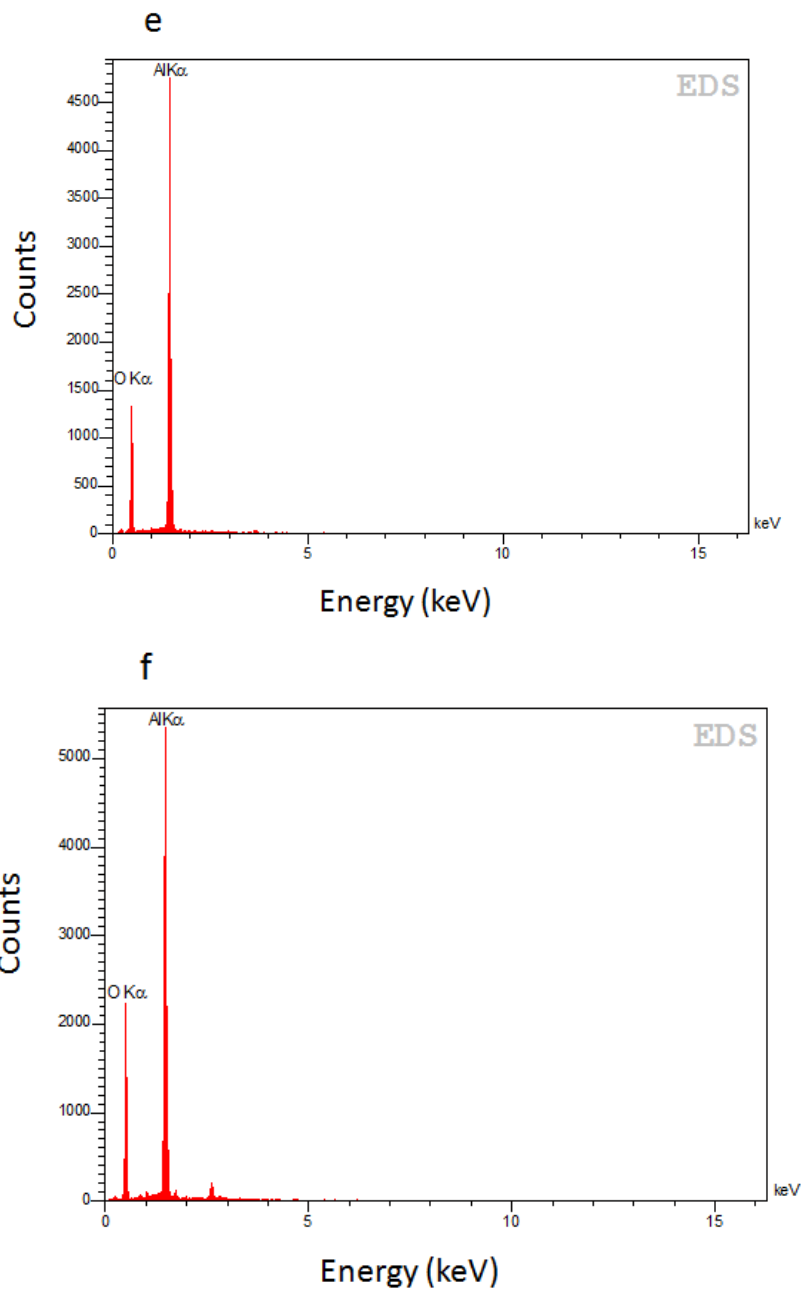 e
AlKα
EDS
4500
4000
3500
3000
2500
2000
O Kα
1500
1000
500
0
Counts
0 5 10 15 keV
Energy (keV)
f
AlKα
EDS
5000
4000
3000
O Kα
2000
1000
0
Counts
0 5 10 15 keV
Energy (keV)